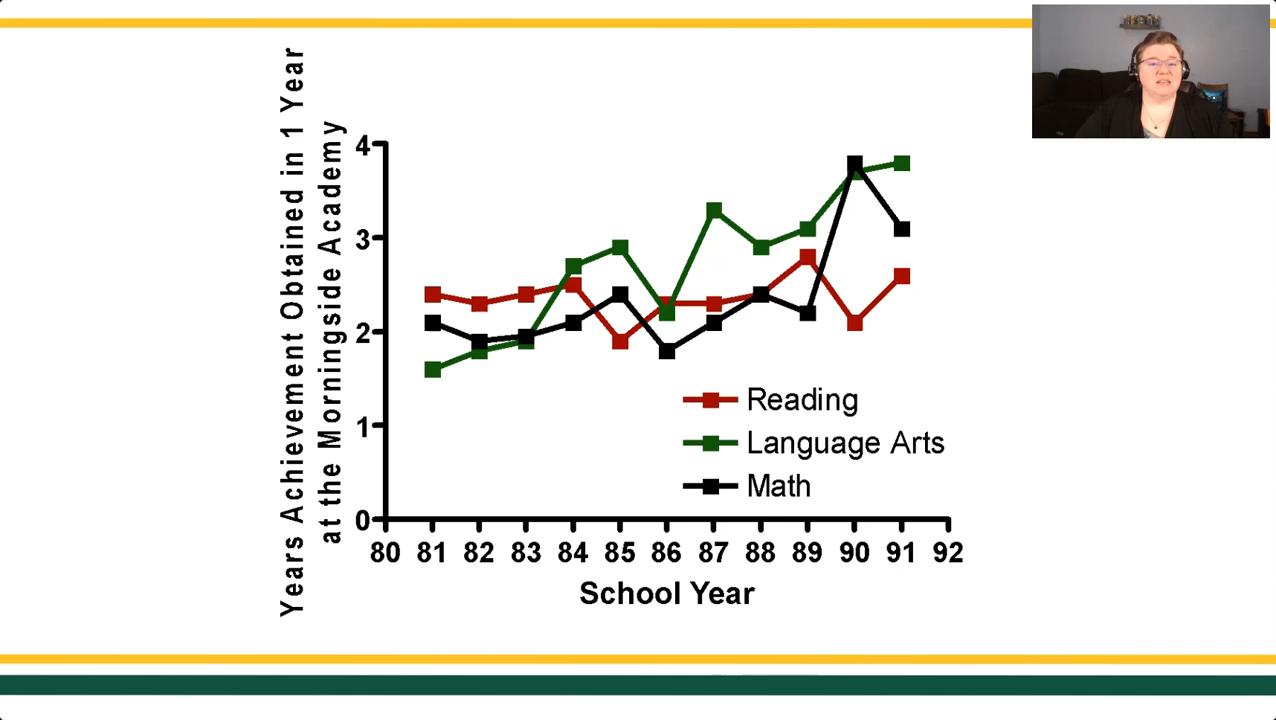 Years Achievement Obtained in 1 Year
at the Morningside Academy
4
3
2
1
0
80 81 82 83 84 85 86 87 88 89 90 91 92
School Year
Reading
Language Arts
Math